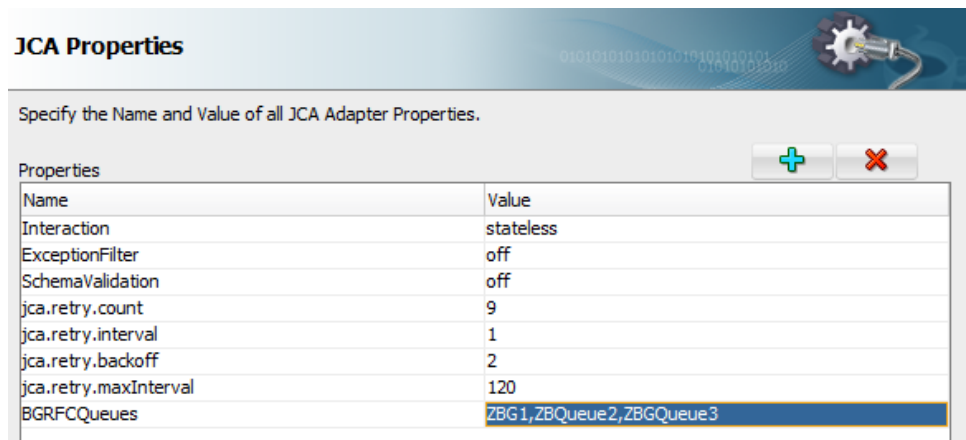 JCA Properties
Specify the Name and Value of all JCA Adapter Properties.
Properties
Name Value
Interaction stateless
ExceptionFilter off
SchemaValidation off
jca.retry.count 9
jca.retry.interval 1
jca.retry.backoff 2
jca.retry.maxInterval 120
BGRFCQueues ZBG1,ZBQueue2,ZBGQueue3